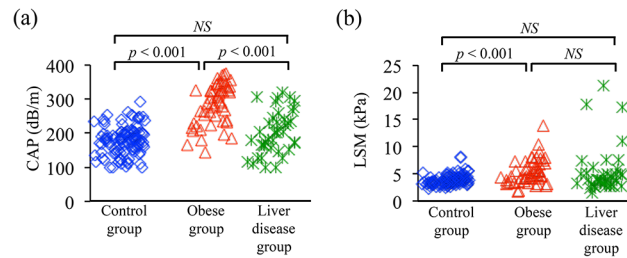 (a)
NS
p < 0.001
p < 0.001
CAP (dB/m)
400
300
200
100
0
Control
group
Obese
group
Liver
disease
group
(b)
NS
p < 0.001
NS
LSM (kPa)
25
20
15
10
5
0
Control
group
Obese
group
Liver
disease
group